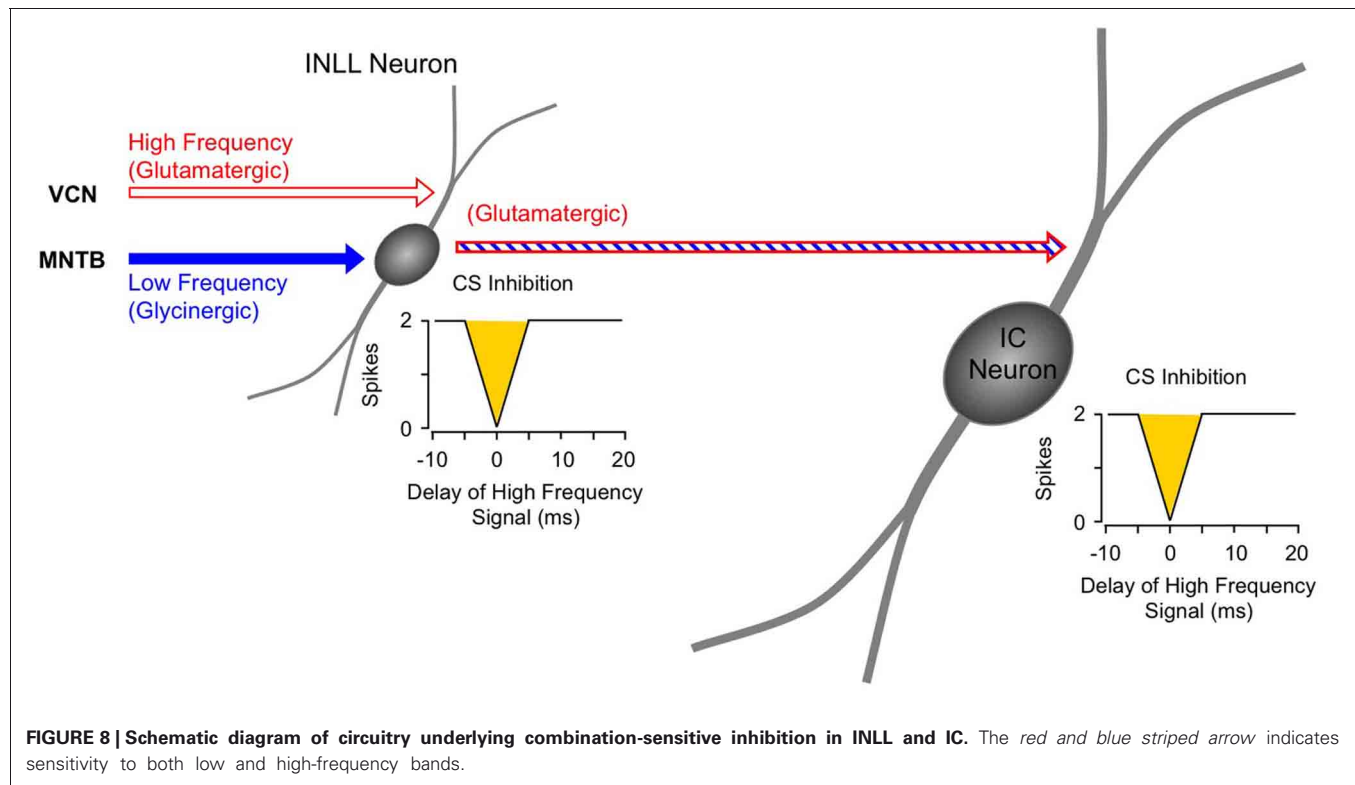 INLL Neuron
High Frequency
(Glutamatergic)
VCN
MNTB
Low Frequency
(Glycinergic)
(Glutamatergic)
CS Inhibition
2
0
Spikes
-10 0 10 20
Delay of High Frequency
Signal (ms)
IC
Neuron
CS Inhibition
2
0
Spikes
-10 0 10 20
Delay of High Frequency
Signal (ms)
FIGURE 8 | Schematic diagram of circuitry underlying combination-sensitive inhibition in INLL and IC. The red and blue striped arrow indicates
sensitivity to both low and high-frequency bands.